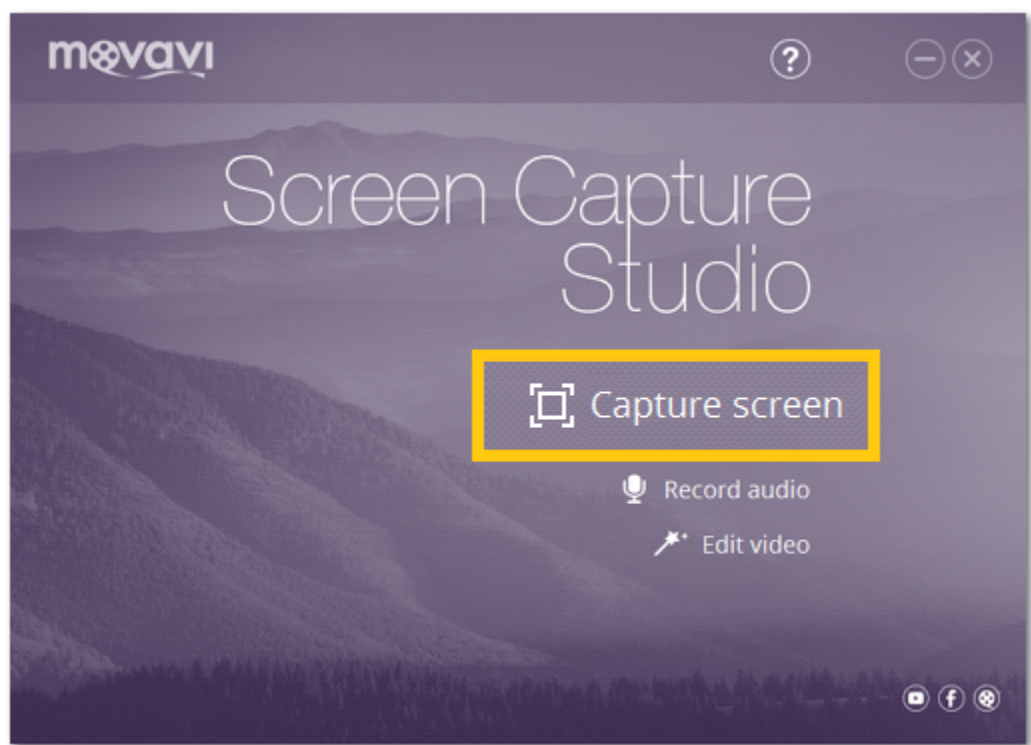 movavi
?
Screen Capture
Studio
Capture screen
Record audio
Edit video